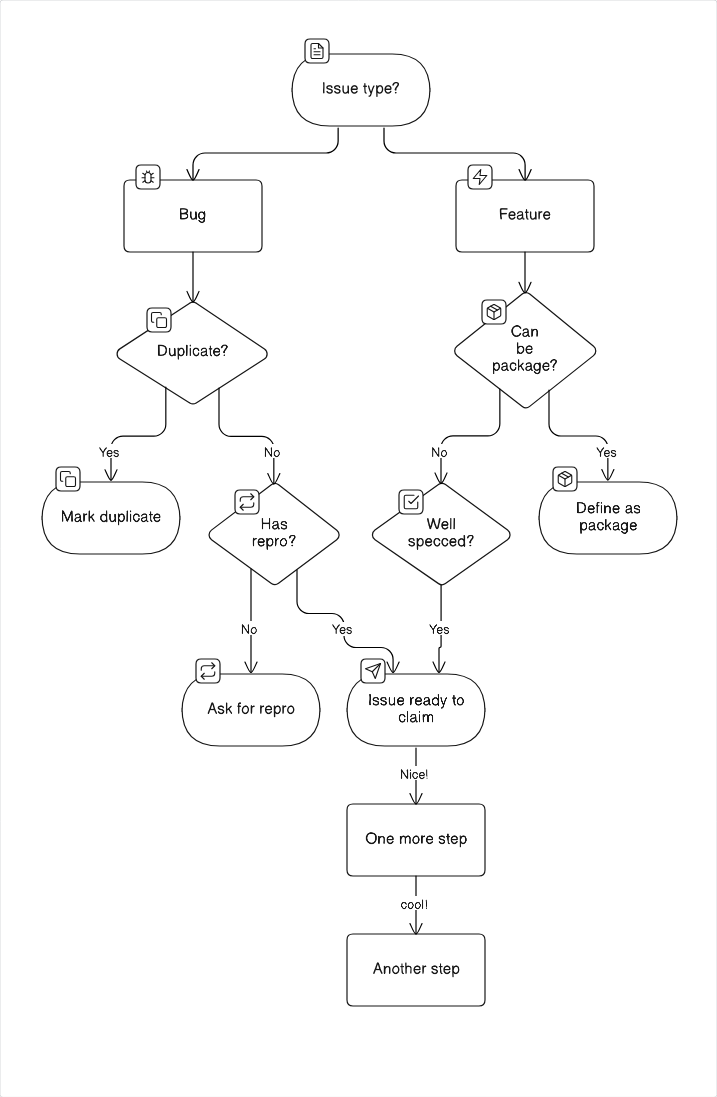 Issue type?
Bug
Feature
Duplicate?
Can
be
package?
Yes
No
No
Yes
Mark duplicate
Has
repro?
Well
specced?
Define as
package
No
Yes
Yes
Ask for repro
Issue ready to
claim
Nice!
One more step
cool!
Another step